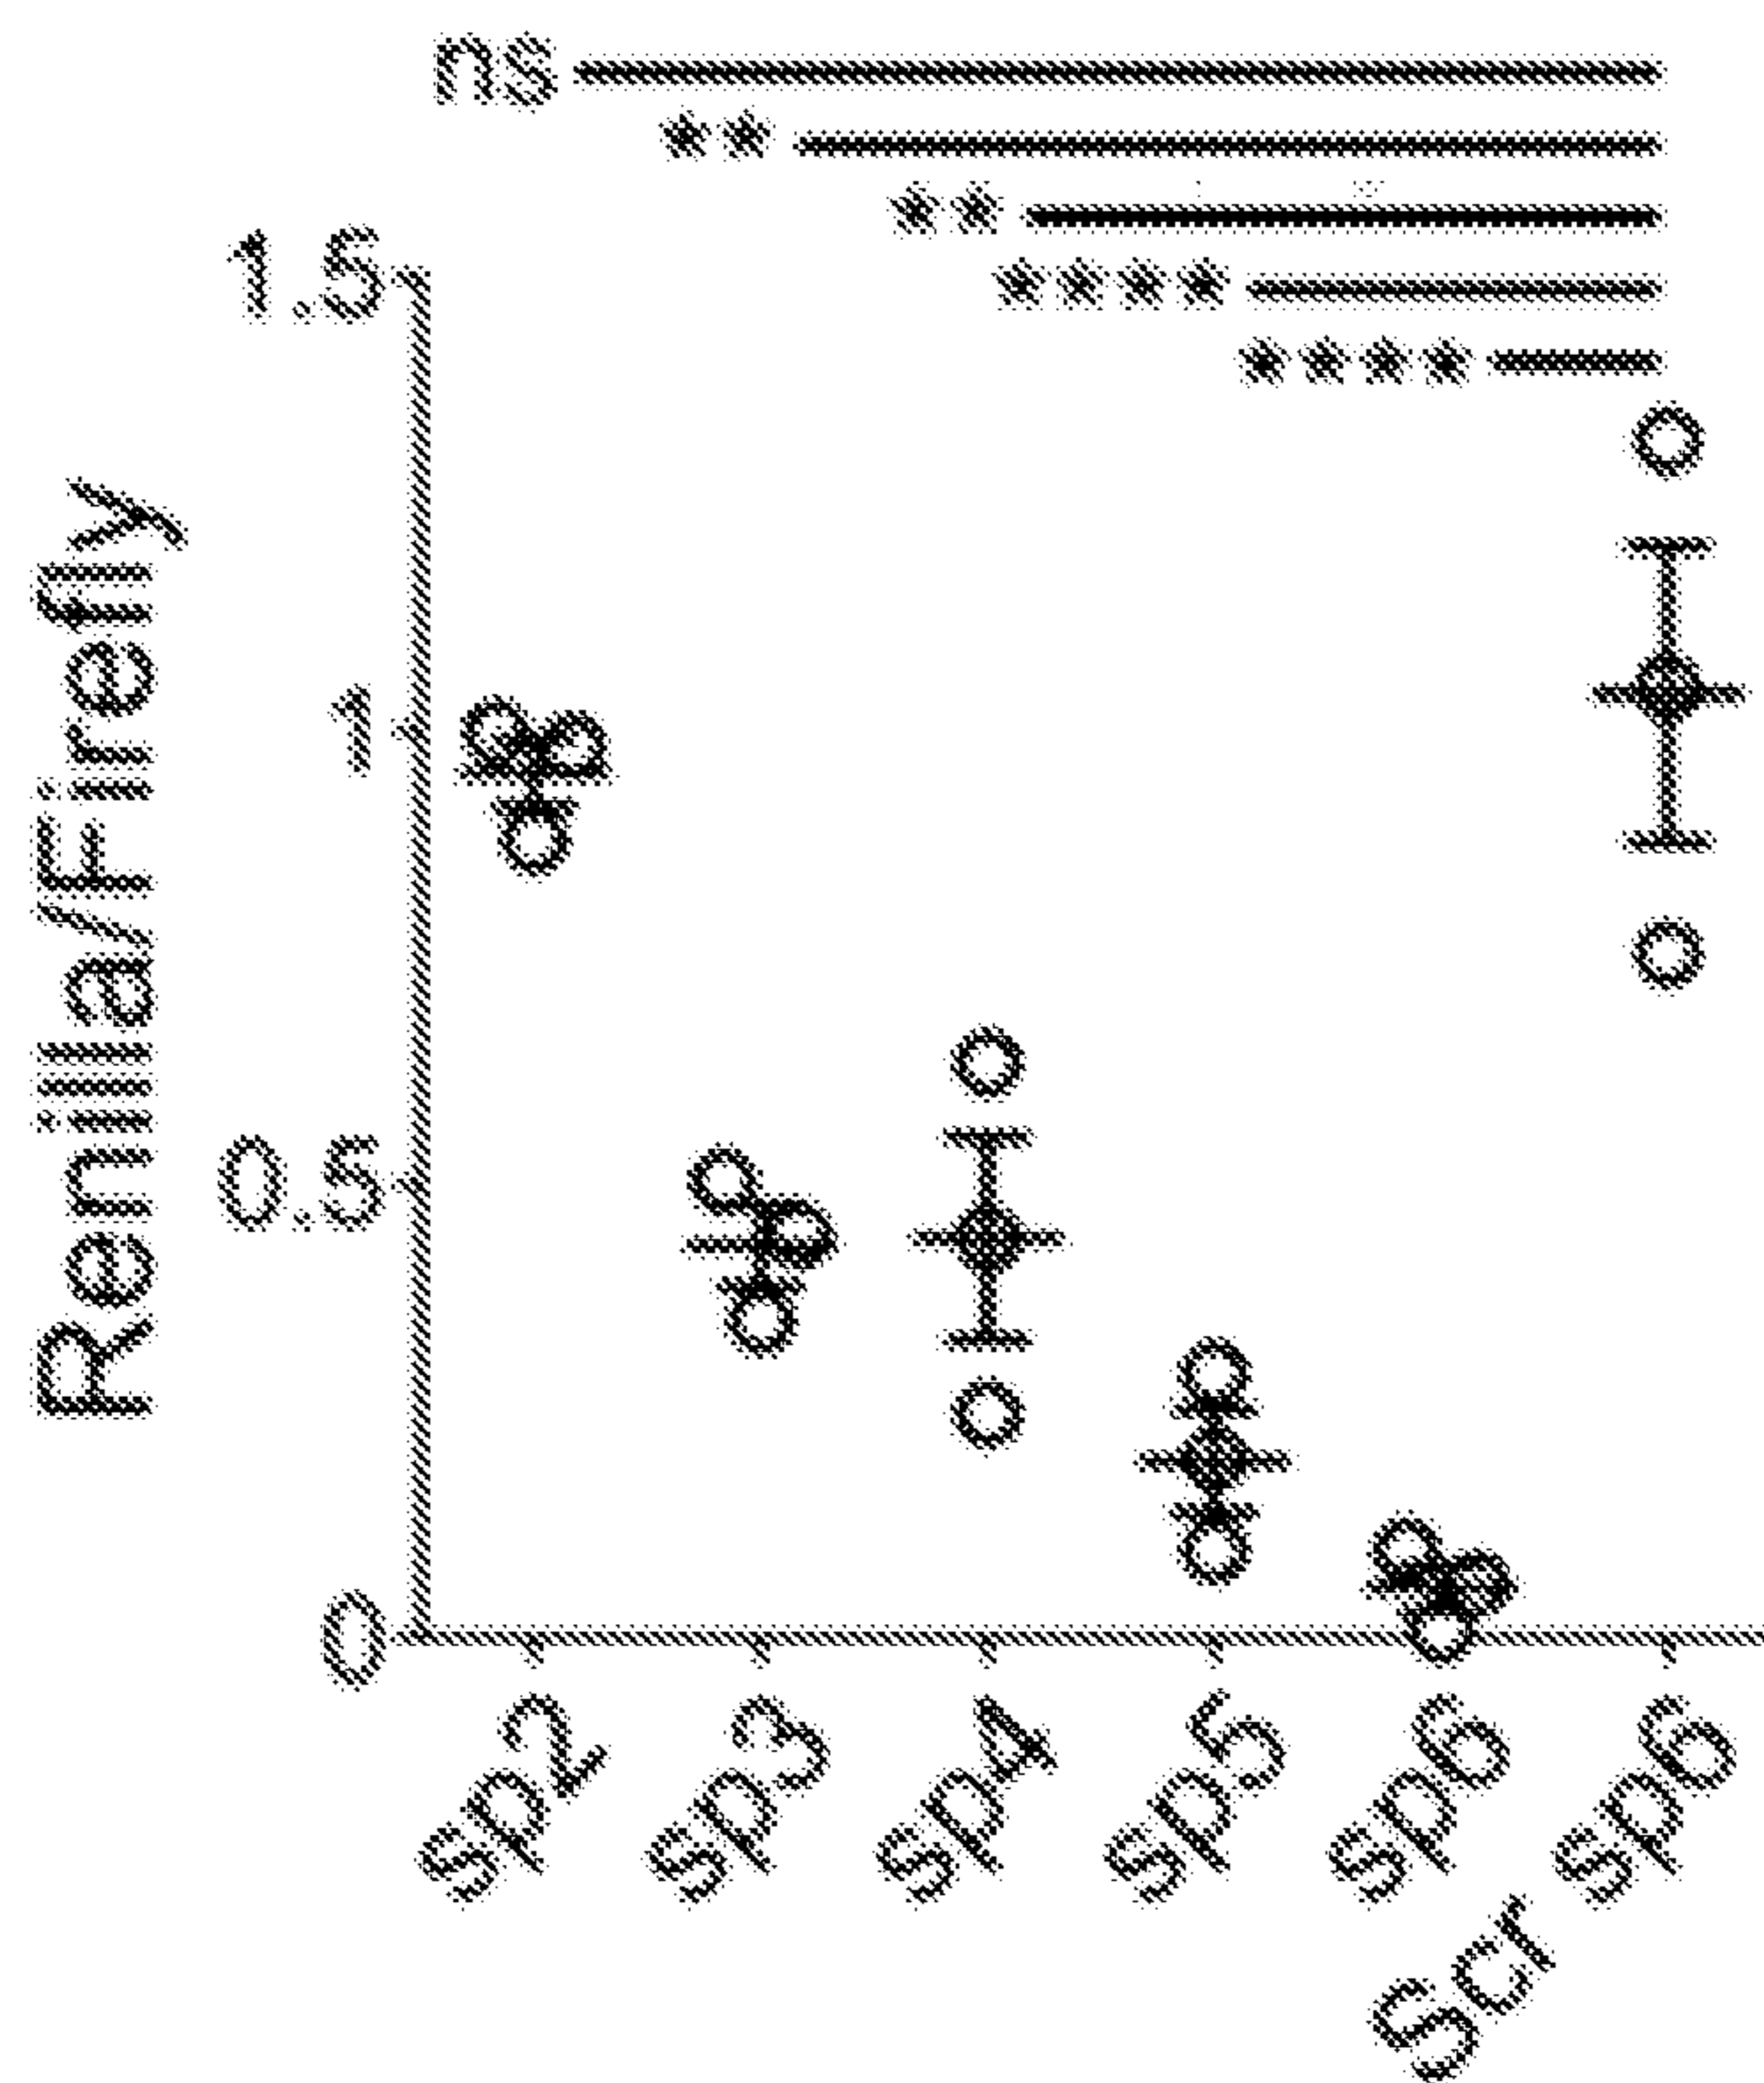 ns
**
**
****
****
1.5
1
0.5
0
Renilla/Firefly
sp2
sp3
sp4
sp5
sp6
Scr sp6